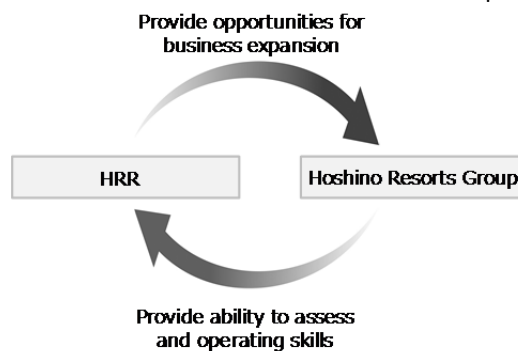 Provide opportunities for
business expansion
HRR
Hoshino Resorts Group
Provide ability to assess
and operating skills